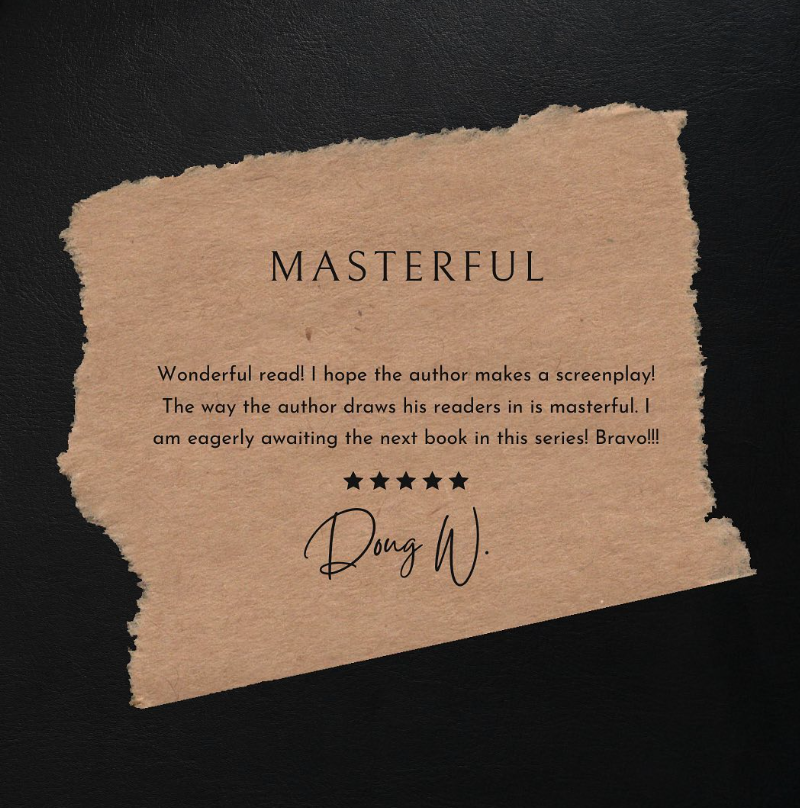 MASTERFUL
Wonderful read! I hope the author makes a screenplay!
The way the author draws his readers in is masterful. I
am eagerly awaiting the next book in this series! Bravo!!!
★★★★★
Doug W.